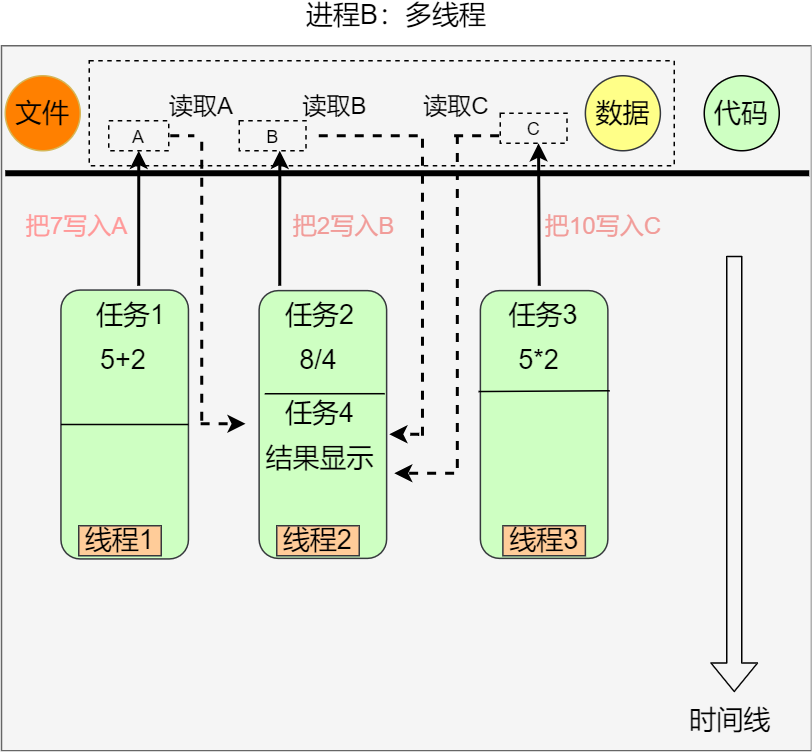 进程B：多线程
文件
读取A
读取B
读取C
数据
代码
A
B
C
把7写入A
把2写入B
把10写入C
任务1
5+2
任务2
8/4
任务4
结果显示
任务3
5*2
线程1
线程2
线程3
时间线